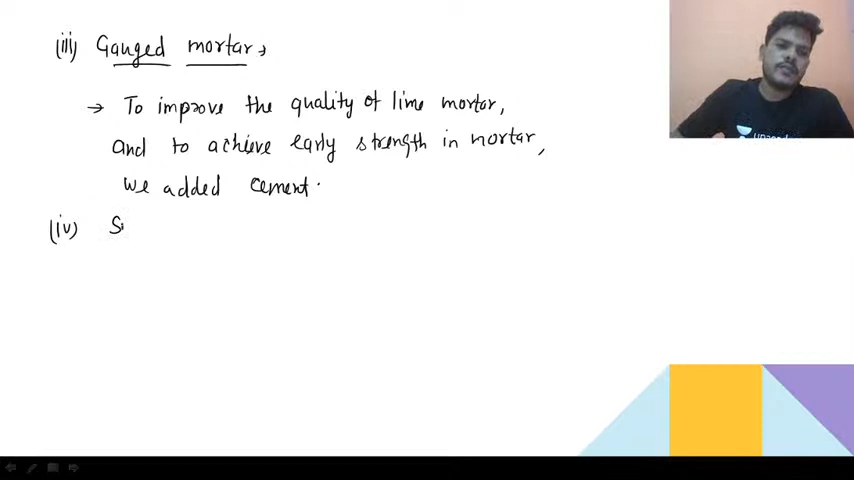 (iii) Gauged mortar,
→ To improve the quality of lime mortar,
and to achieve early strength in mortar,
we added cement.
(iv) S